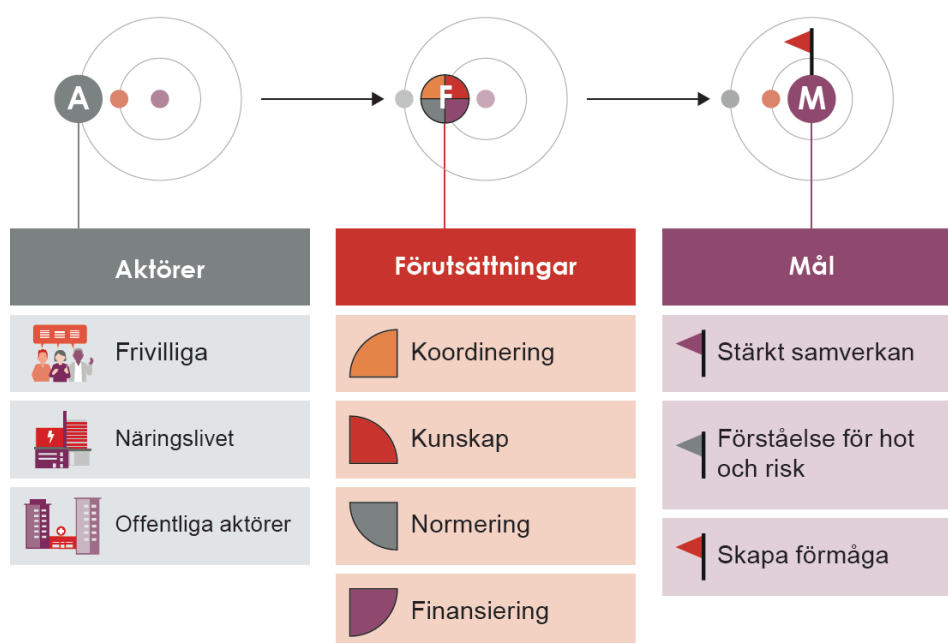 A
F
M
Aktörer
Frivilliga
Näringslivet
Offentliga aktörer
Förutsättningar
Koordinering
Kunskap
Normering
Finansiering
Mål
Stärkt samverkan
Förståelse för hot
och risk
Skapa förmåga